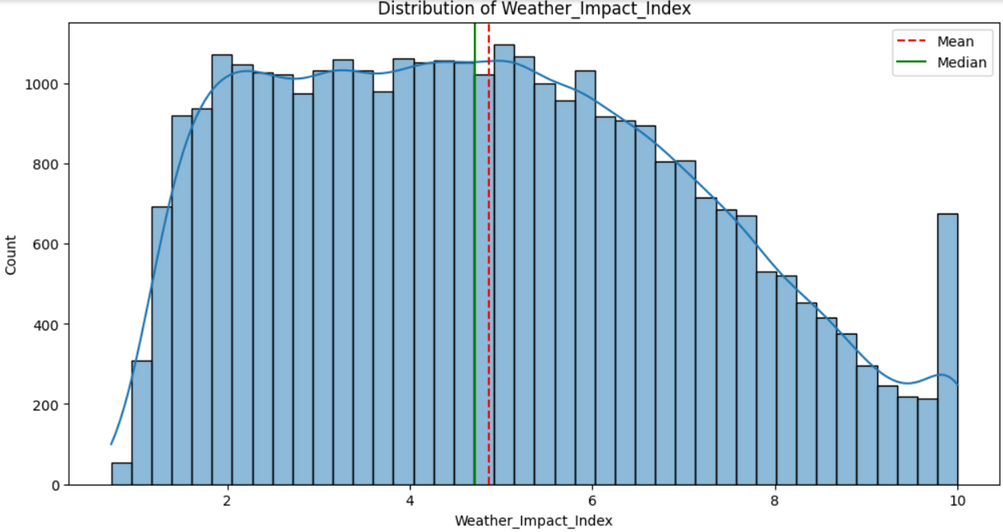 Distribution of Weather_Impact_Index
Mean
Median
1000
800
600
400
200
0
Count
2 4 6 8 10
Weather_Impact_Index